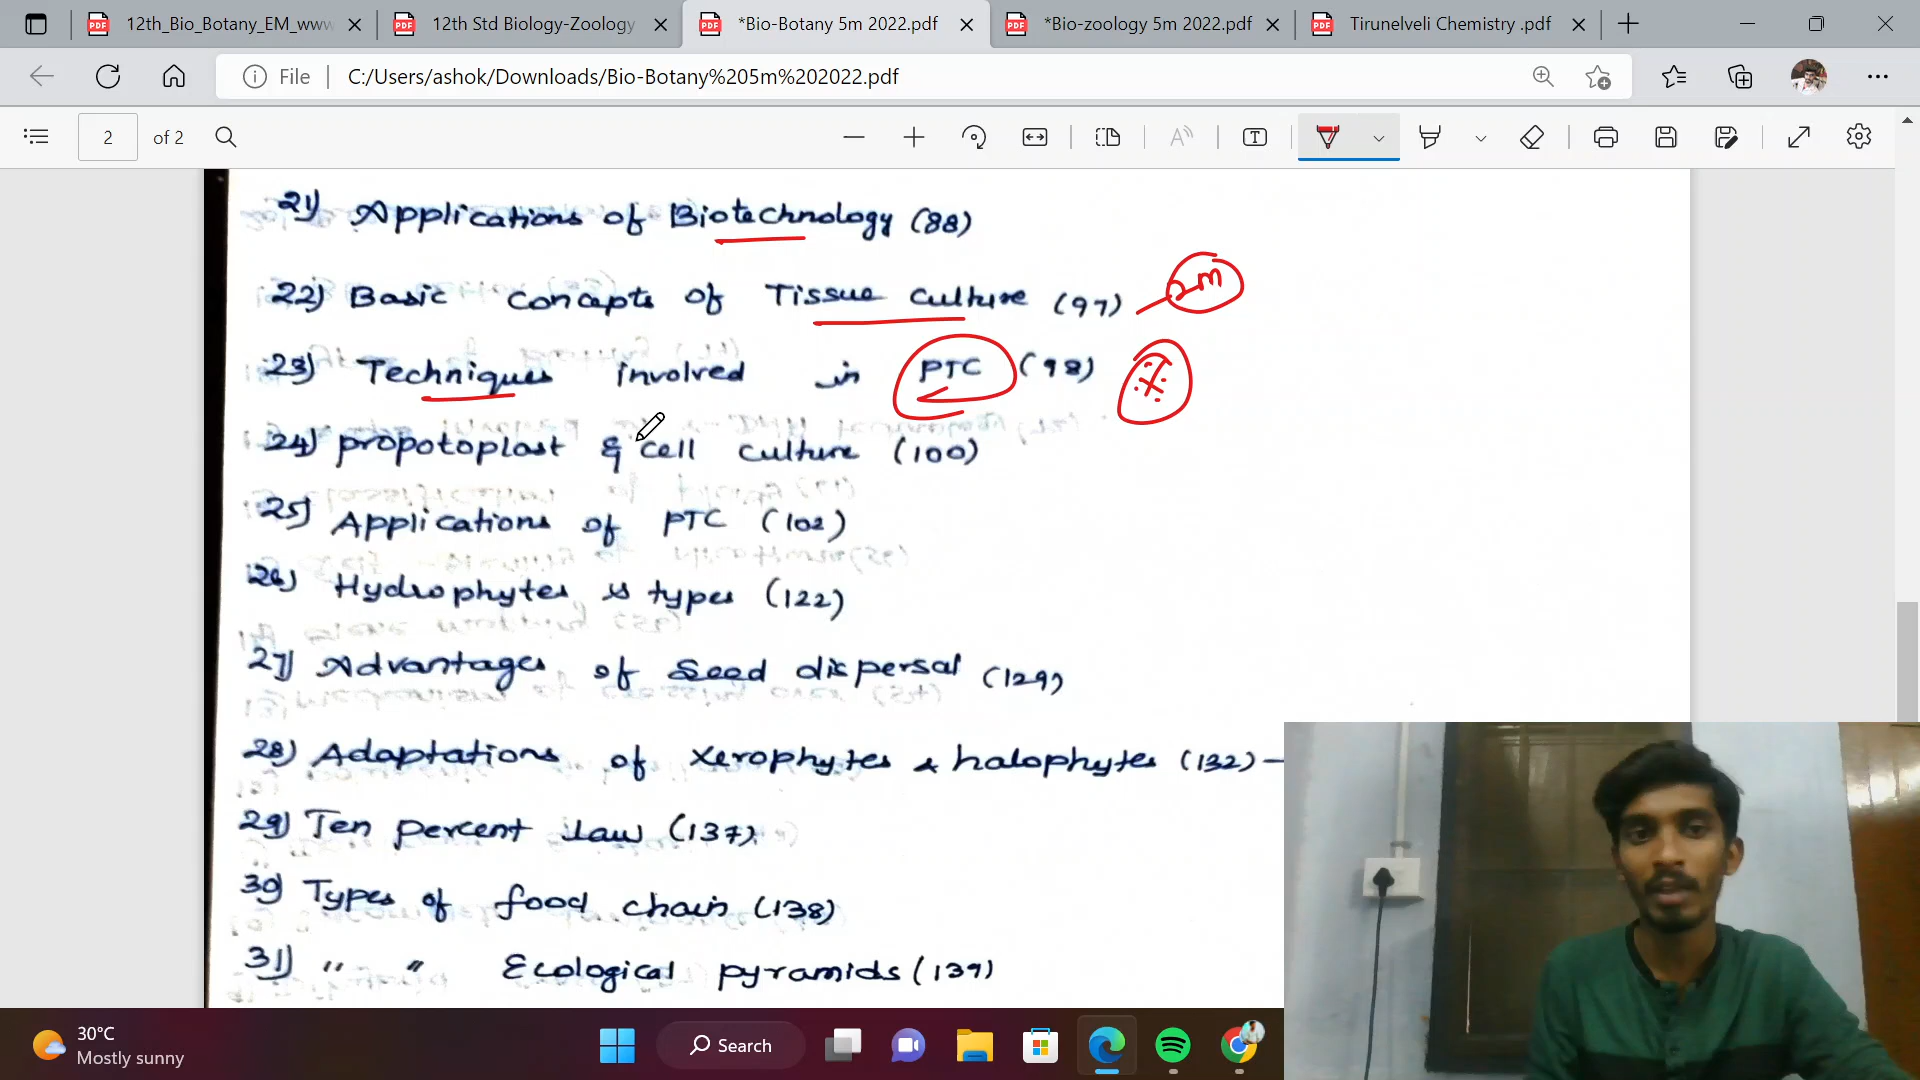 12th_Bio_Botany_EM_www
12th Std Biology-Zoology
*Bio-Botany 5m 2022.pdf
*Bio-zoology 5m 2022.pdf
Tirunelveli Chemistry .pdf
File
C:/Users/ashok/Downloads/Bio-Botany%205m%202022.pdf
2 of 2
21) Applications of Biotechnology (88)
22) Basic concepts of Tissue culture (97) 2m
23) Techniques involved in PTC (98)
24) propotoplast & cell culture (100)
25) Applications of PTC (102)
26) Hydrophytes & types (122)
27) Advantages of seed dispersal (129)
28) Adaptations of xerophytes & halophytes (132) -
29) Ten percent law (137)
30) Types of food chain (138)
31) " " Ecological pyramids (139)
30°C
Mostly sunny
Search